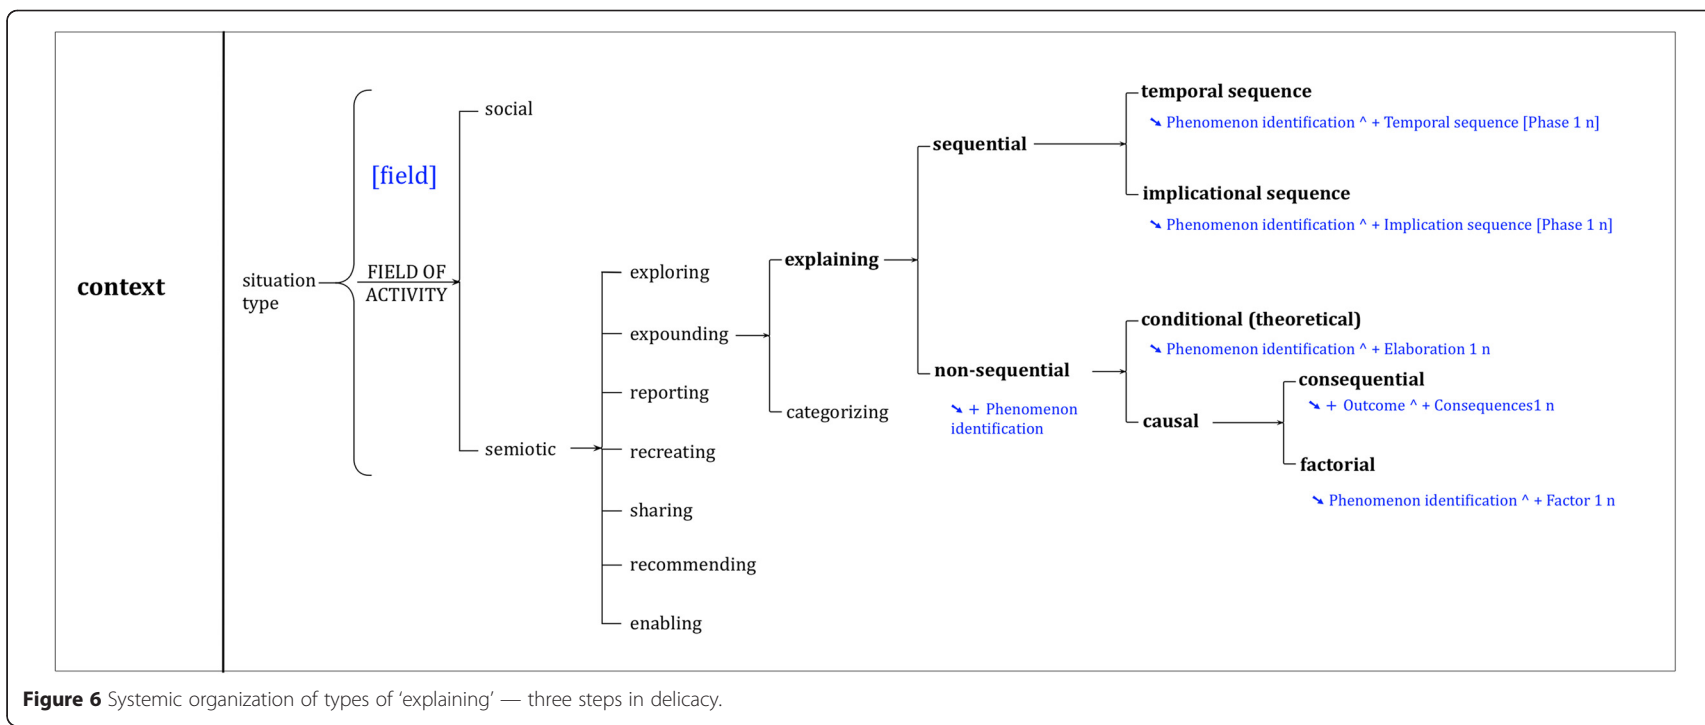 context
situation
type
[field]
FIELD OF
ACTIVITY
social
semiotic
exploring
expounding
reporting
recreating
sharing
recommending
enabling
explaining
categorizing
sequential
non-sequential
➘ + Phenomenon
identification
temporal sequence
➘ Phenomenon identification ^ + Temporal sequence [Phase 1 n]
implicational sequence
➘ Phenomenon identification ^ + Implication sequence [Phase 1 n]
conditional (theoretical)
➘ Phenomenon identification ^ + Elaboration 1 n
causal
consequential
➘ + Outcome ^ + Consequences1 n
factorial
➘ Phenomenon identification ^ + Factor 1 n
Figure 6 Systemic organization of types of ‘explaining’ — three steps in delicacy.